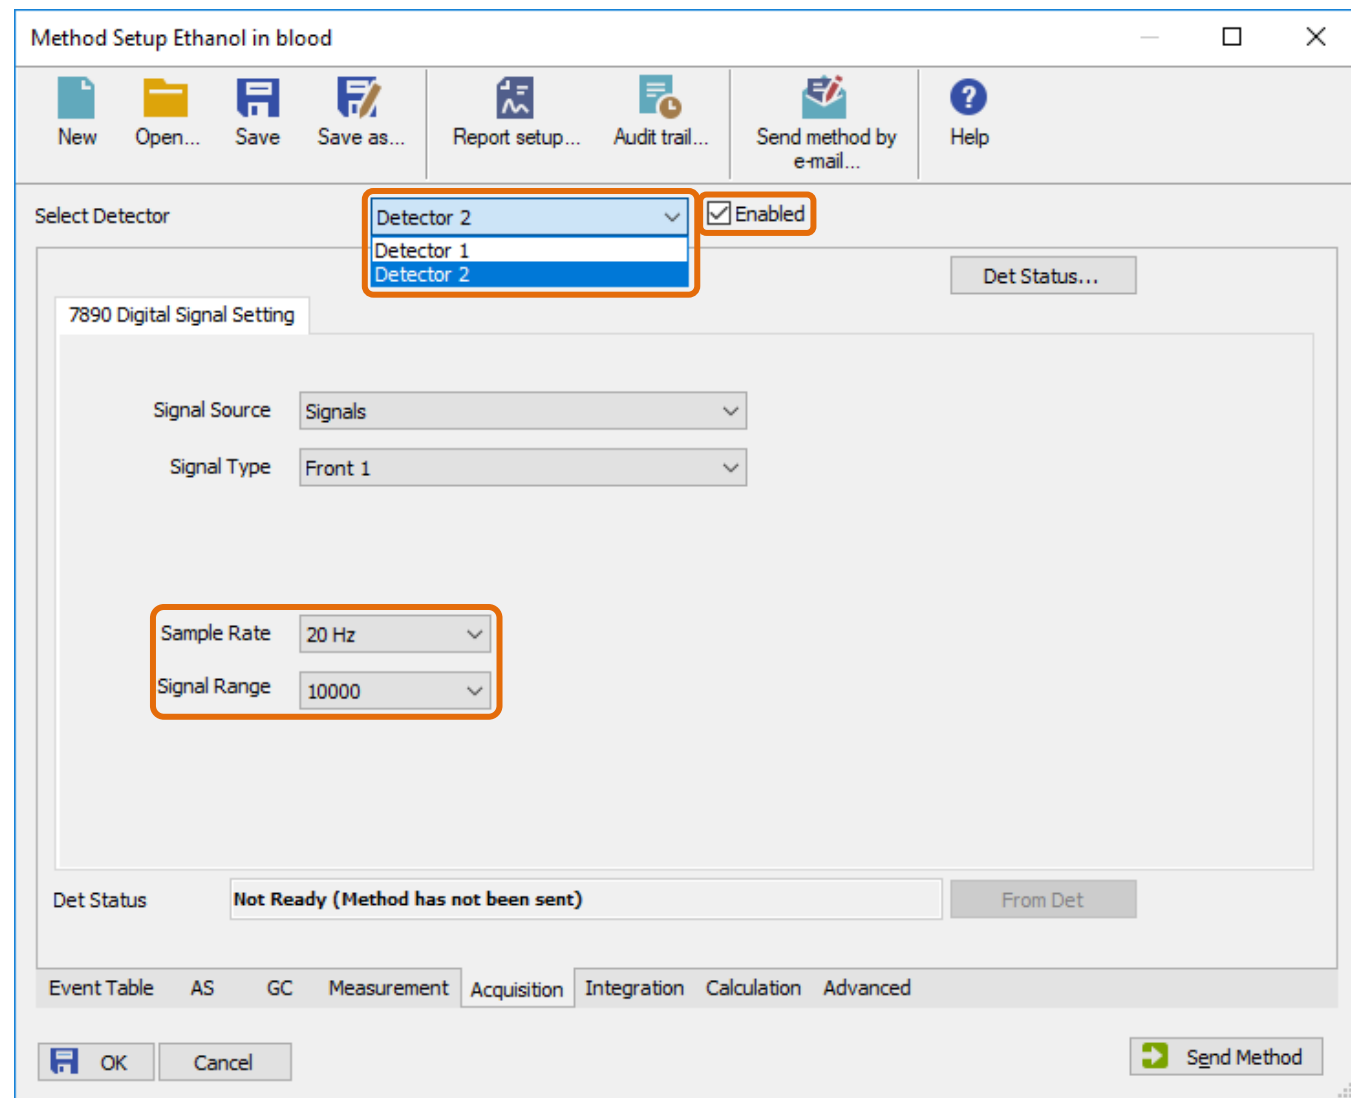 Method Setup Ethanol in blood
New
Open...
Save
Save as...
Report setup...
Audit trail...
Send method by
e-mail...
Help
Select Detector
Detector 2
Enabled
Detector 1
Detector 2
Det Status...
7890 Digital Signal Setting
Signal Source
Signals
Signal Type
Front 1
Sample Rate
20 Hz
Signal Range
10000
Det Status
Not Ready (Method has not been sent)
From Det
Event Table
AS
GC
Measurement
Acquisition
Integration
Calculation
Advanced
OK
Cancel
Send Method